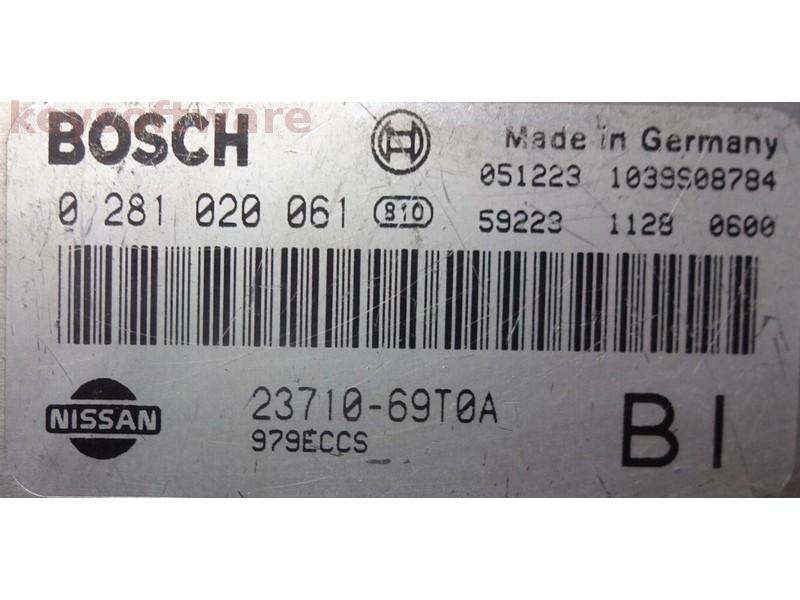 keysoftware
BOSCH Made in Germany
051223 1039S08784
0 281 020 061 810 59223 1128 0600
NISSAN 23710-69T0A BI
979ECCS